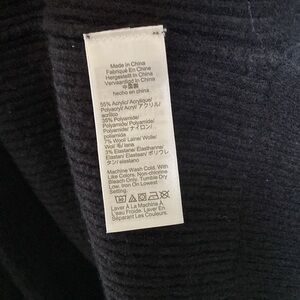 Made in China
Fabriqué En Chine
Hergestellt in China
Vervaardigd in China
中国製
hecho en china
55% Acrylic/ Acrylique/
Polyacryl/ Acryl/ アクリル/
acrílico
35% Polyamide/
Polyamid/ ナイロン/
poliamida
7% Wool/ Laine/ Wolle/
Wol/ 毛/ lana
3% Elastane/ Elasthanne/
Elastan/ Elastaan/ ポリウレ
タン/ elastano
Machine Wash Cold, With
Like Colors. Non-chlorine
Bleach Only. Tumble Dry
Low. Iron On Lowest
Setting.
Laver À La Machine À
L'eau Froide, Laver En
Séparant Les Couleurs.